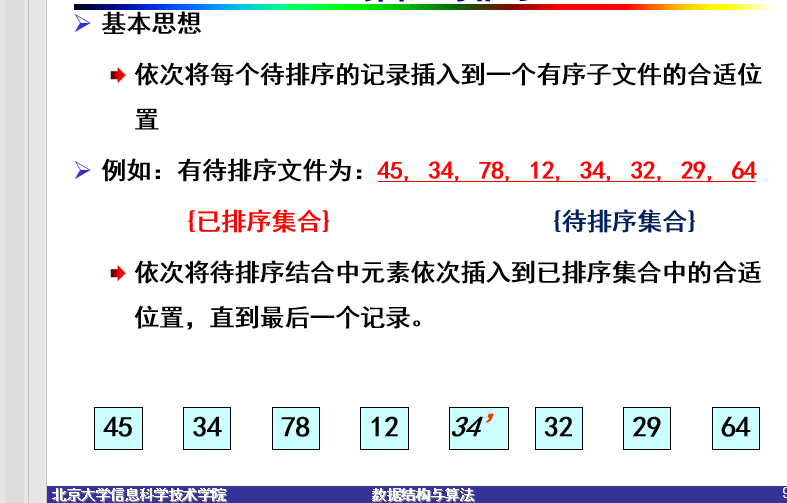 基本思想
依次将每个待排序的记录插入到一个有序子文件的合适位
置
例如：有待排序文件为：45, 34, 78, 12, 34, 32, 29, 64
{已排序集合} {待排序集合}
依次将待排序结合中元素依次插入到已排序集合中的合适
位置，直到最后一个记录。
45 34 78 12 34’ 32 29 64
北京大学信息科学技术学院 数据结构与算法